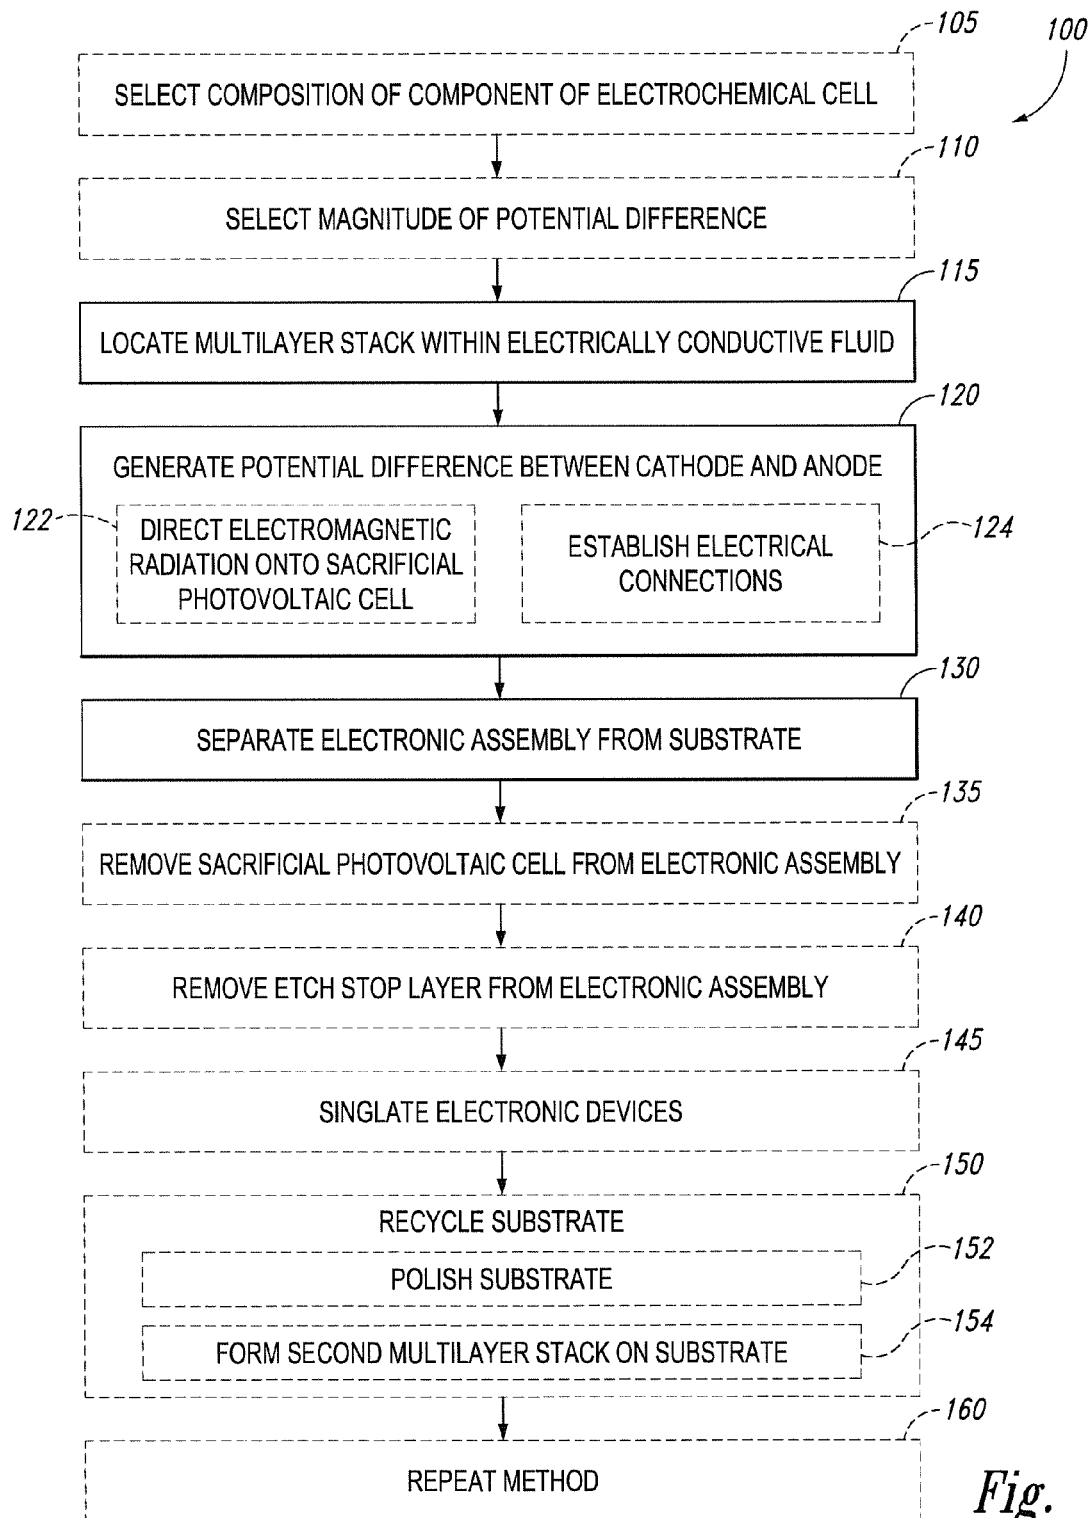 105
100
SELECT COMPOSITION OF COMPONENT OF ELECTROCHEMICAL CELL
110
SELECT MAGNITUDE OF POTENTIAL DIFFERENCE
115
LOCATE MULTILAYER STACK WITHIN ELECTRICALLY CONDUCTIVE FLUID
120
GENERATE POTENTIAL DIFFERENCE BETWEEN CATHODE AND ANODE
122
DIRECT ELECTROMAGNETIC
RADIATION ONTO SACRIFICIAL
PHOTOVOLTAIC CELL
ESTABLISH ELECTRICAL
CONNECTIONS
124
130
SEPARATE ELECTRONIC ASSEMBLY FROM SUBSTRATE
135
REMOVE SACRIFICIAL PHOTOVOLTAIC CELL FROM ELECTRONIC ASSEMBLY
140
REMOVE ETCH STOP LAYER FROM ELECTRONIC ASSEMBLY
145
SINGLATE ELECTRONIC DEVICES
150
RECYCLE SUBSTRATE
152
POLISH SUBSTRATE
154
FORM SECOND MULTILAYER STACK ON SUBSTRATE
160
REPEAT METHOD
Fig.